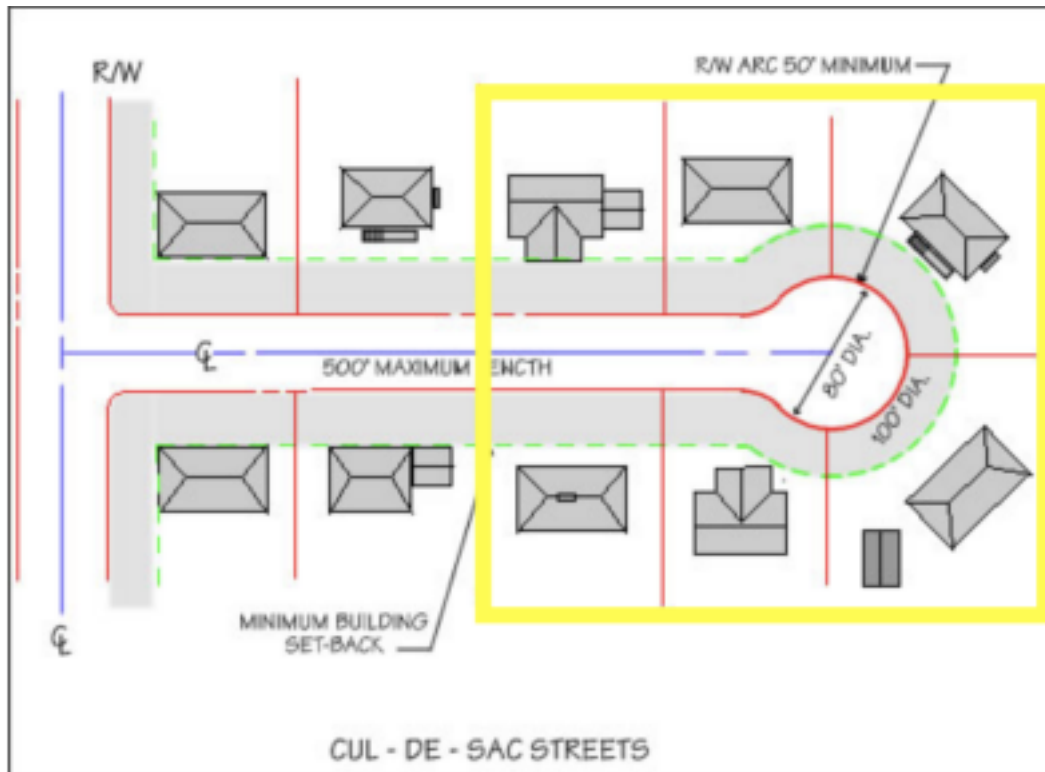 R/W
R/W ARC 50' MINIMUM
℄
500' MAXIMUM LENGTH
80' DIA.
100' DIA.
MINIMUM BUILDING
SET-BACK
℄
CUL - DE - SAC STREETS